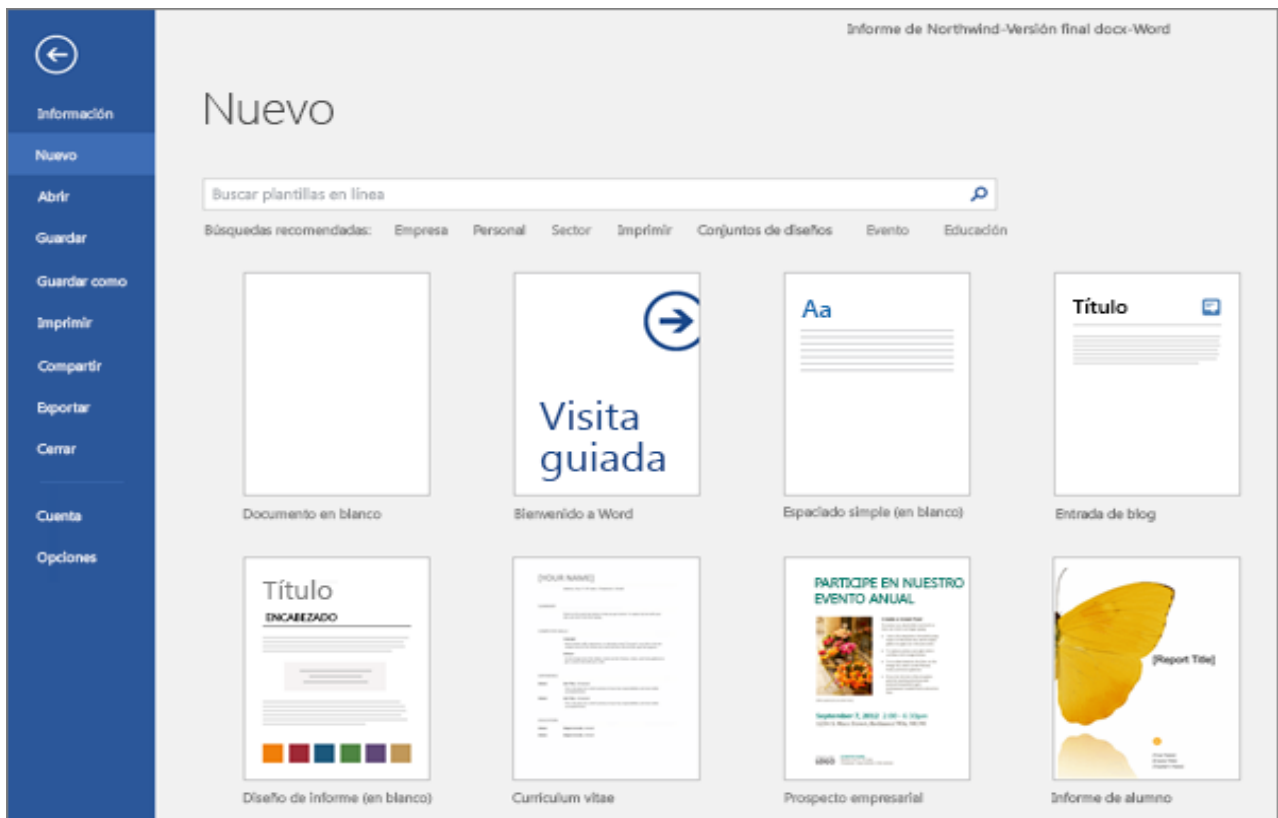 Informe de Northwind-Versión final docx-Word
Información
Nuevo
Abrir
Guardar
Guardar como
Imprimir
Compartir
Exportar
Cerrar
Cuenta
Opciones
Nuevo
Buscar plantillas en línea
Búsquedas recomendadas: Empresa Personal Sector Imprimir Conjuntos de diseños Evento Educación
Visita
guiada
Aa
Título
Documento en blanco
Bienvenido a Word
Espaciado simple (en blanco)
Entrada de blog
Título
ENCABEZADO
[YOUR NAME]
PARTICIPE EN NUESTRO
EVENTO ANUAL
September 7, 2012
[Report Title]
Diseño de informe (en blanco)
Curriculum vitae
Prospecto empresarial
Informe de alumno